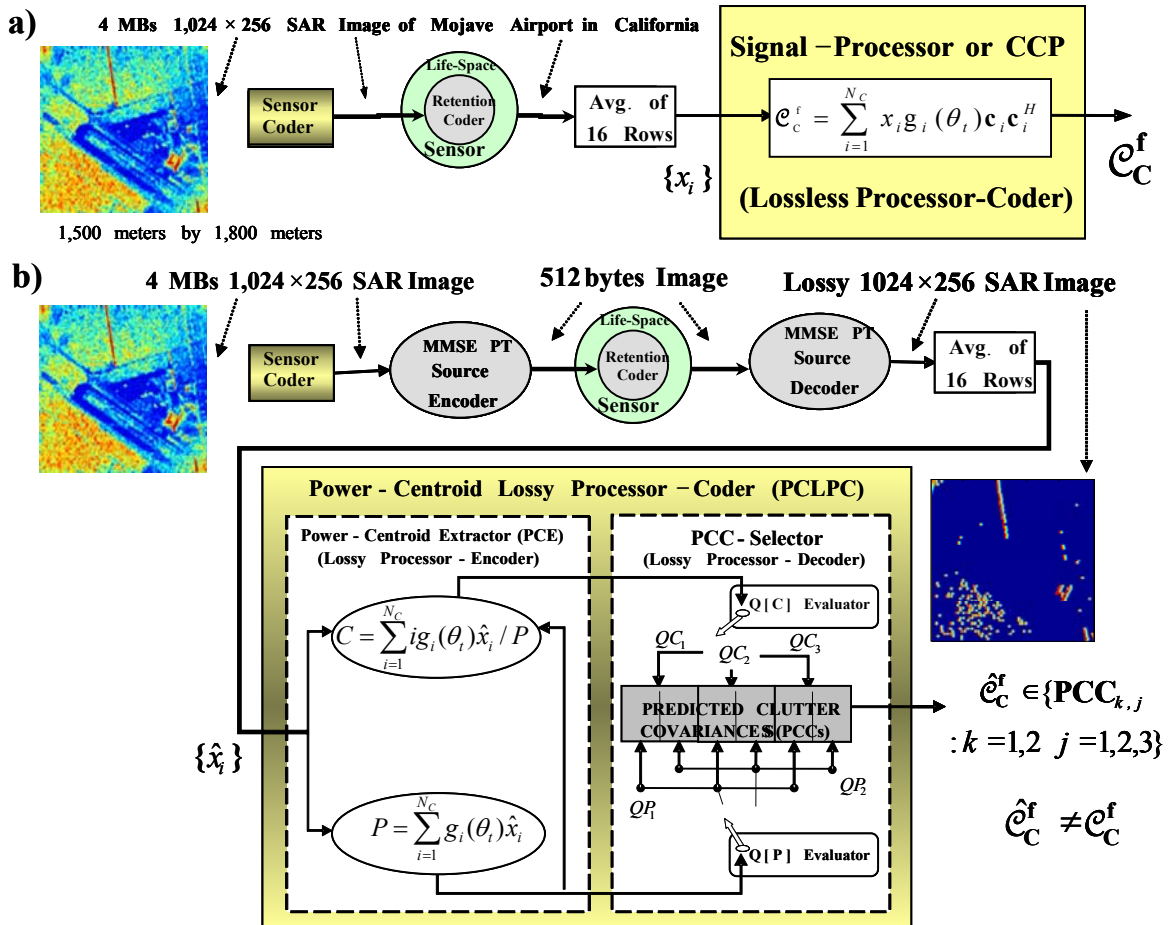 a)
4 MBs 1,024 × 256 SAR Image of Mojave Airport in California
Sensor
Coder
Life-Space
Retention
Coder
Sensor
Avg. of
16 Rows
{x_i}
Signal – Processor or CCP
𝒞_C^f = ∑_{i=1}^{N_C} x_i g_i (θ_t) c_i c_i^H
(Lossless Processor-Coder)
𝒞_C^f
1,500 meters by 1,800 meters
b)
4 MBs 1,024 ×256 SAR Image
512 bytes Image
Lossy 1024 ×256 SAR Image
Sensor
Coder
MMSE PT
Source
Encoder
Life-Space
Retention
Coder
Sensor
MMSE PT
Source
Decoder
Avg. of
16 Rows
Power - Centroid Lossy Processor – Coder (PCLPC)
Power - Centroid Extractor (PCE)
(Lossy Processor - Encoder)
C = ∑_{i=1}^{N_C} i g_i(θ_t) x̂_i / P
P = ∑_{i=1}^{N_C} g_i(θ_t) x̂_i
{x̂_i}
PCC - Selector
(Lossy Processor - Decoder)
Q [ C ] Evaluator
QC_1
QC_2
QC_3
PREDICTED CLUTTER
COVARIANCES (PCCs)
QP_1
QP_2
Q [ P ] Evaluator
𝒞̂_C^f ∈{PCC_{k,j}
: k =1,2 j =1,2,3}
𝒞̂_C^f ≠ 𝒞_C^f